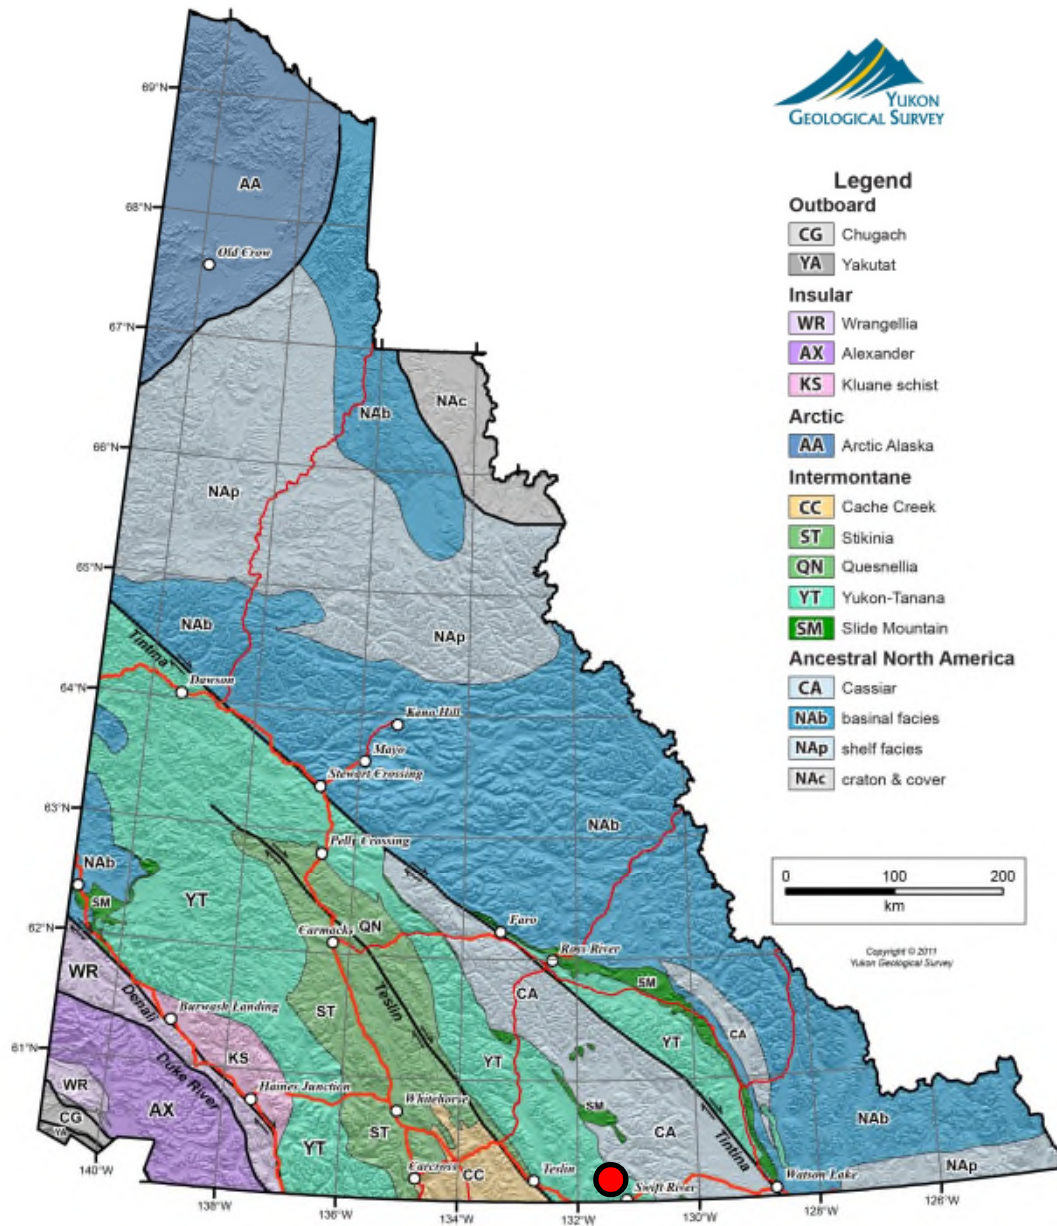 YUKON
GEOLOGICAL SURVEY
Legend
Outboard
CG Chugach
YA Yakutat
Insular
WR Wrangellia
AX Alexander
KS Kluane schist
Arctic
AA Arctic Alaska
Intermontane
CC Cache Creek
ST Stikinia
QN Quesnellia
YT Yukon-Tanana
SM Slide Mountain
Ancestral North America
CA Cassiar
NAb basinal facies
NAp shelf facies
NAc craton & cover
0 100 200
km
Copyright © 2011
Yukon Geological Survey
69°N
AA
68°N
Old Crow
67°N
NAb
NAc
66°N
NAp
65°N
NAb
NAp
Tintina
Dawson
64°N
Keno Hill
Mayo
Stewart Crossing
63°N
NAb
Pelly Crossing
NAb
YT
SM
QN
Faro
62°N
Carmacks
Ross River
WR
SM
CA
Denali
Teslin
Burwash Landing
ST
CA
61°N
KS
YT
YT
Duke River
Haines Junction
WR
AX
Whitehorse
SM
CG
NAb
ST
CA
YA
YT
Tintina
140°W
Carcross
CC
Teslin
Swift River
Watson Lake
NAp
138°W
136°W
134°W
132°W
130°W
128°W
126°W